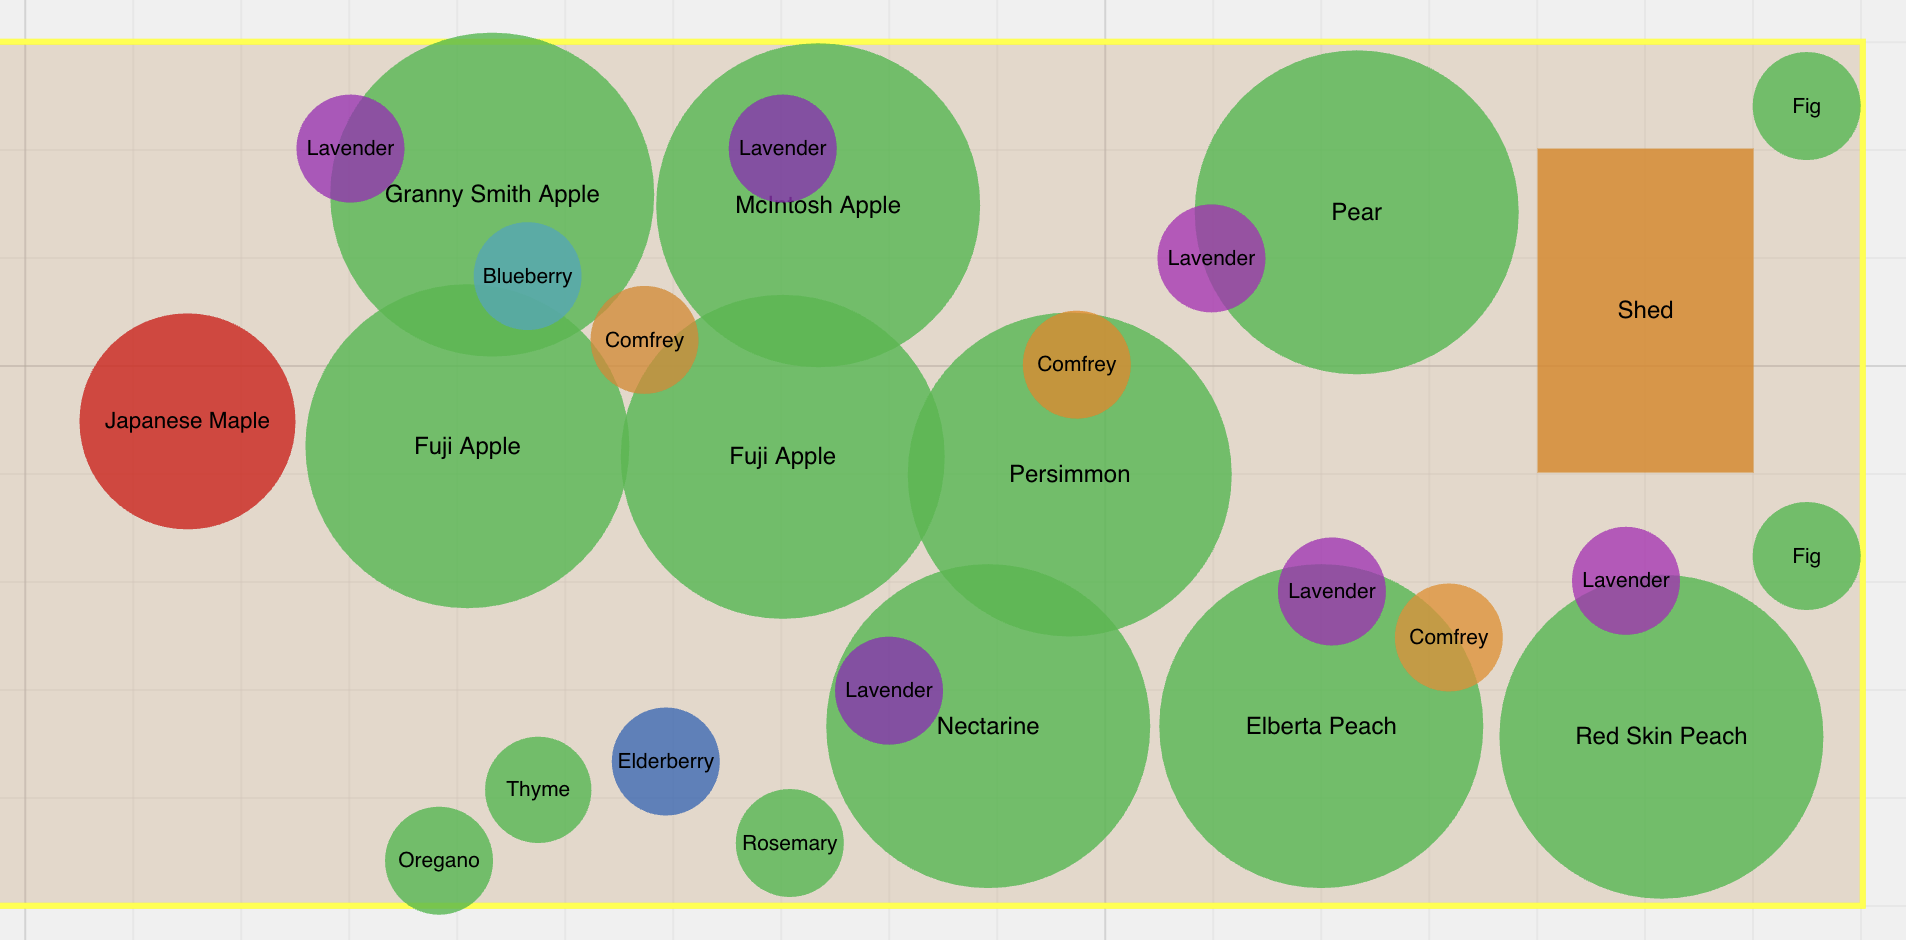 Fig
Lavender
Lavender
Granny Smith Apple
McIntosh Apple
Pear
Lavender
Blueberry
Shed
Comfrey
Comfrey
Japanese Maple
Fuji Apple
Fuji Apple
Persimmon
Fig
Lavender
Lavender
Comfrey
Lavender
Nectarine
Elberta Peach
Red Skin Peach
Elderberry
Thyme
Rosemary
Oregano